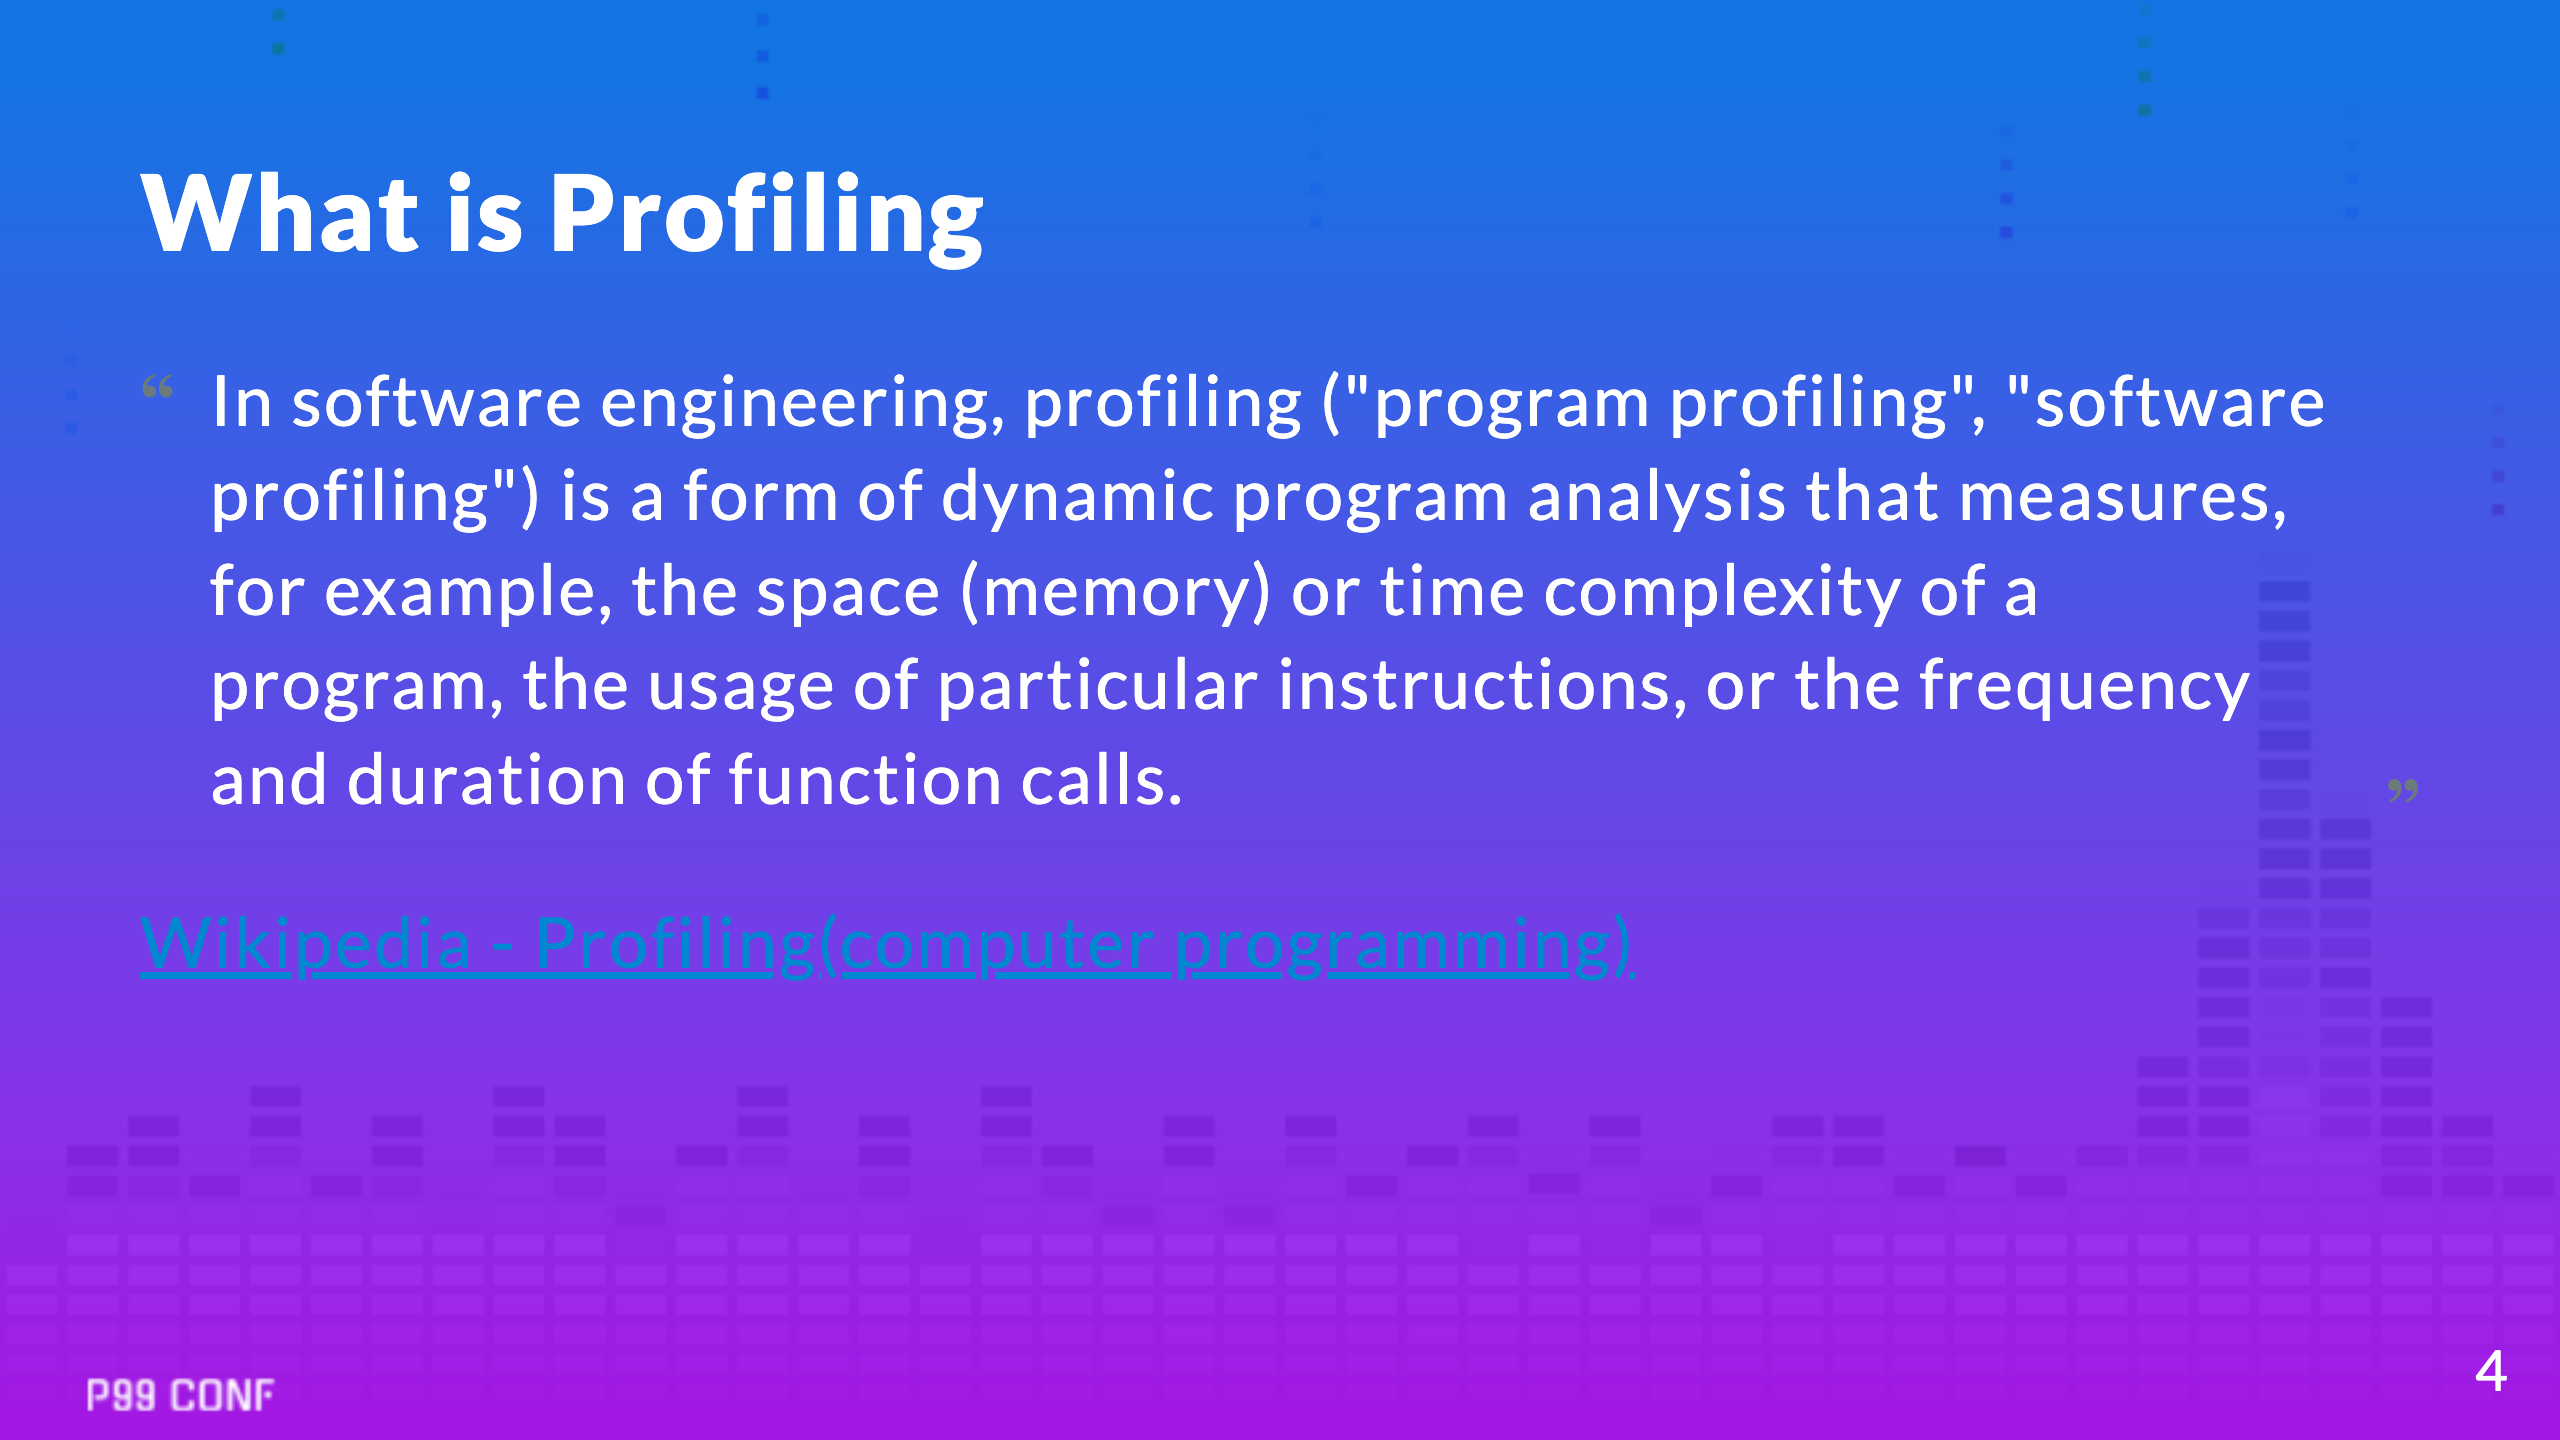 What is Profiling
“ In software engineering, profiling ("program profiling", "software
profiling") is a form of dynamic program analysis that measures,
for example, the space (memory) or time complexity of a
program, the usage of particular instructions, or the frequency
and duration of function calls. ”
Wikipedia - Profiling(computer programming)
P99 CONF
4